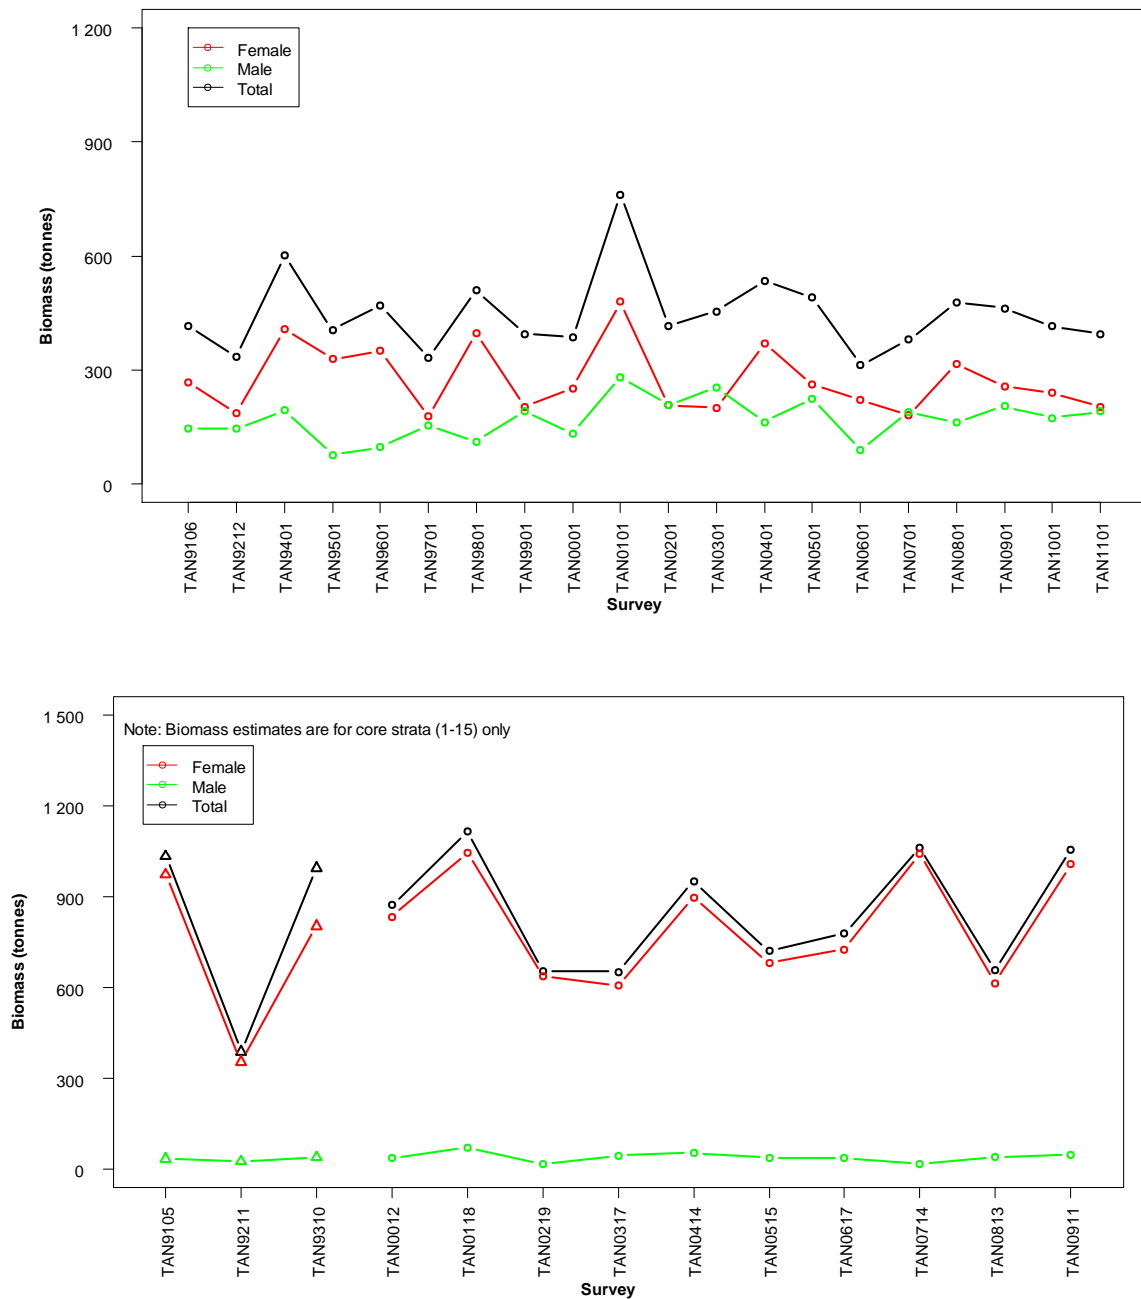 1 200
900
600
300
0
Biomass (tonnes)
Female
Male
Total
TAN9106
TAN9212
TAN9401
TAN9501
TAN9601
TAN9701
TAN9801
TAN9901
TAN0001
TAN0101
TAN0201
TAN0301
TAN0401
TAN0501
TAN0601
TAN0701
TAN0801
TAN0901
TAN1001
TAN1101
Survey
1 500
1 200
900
600
300
0
Biomass (tonnes)
Note: Biomass estimates are for core strata (1-15) only
Female
Male
Total
TAN9105
TAN9211
TAN9310
TAN0012
TAN0118
TAN0219
TAN0317
TAN0414
TAN0515
TAN0617
TAN0714
TAN0813
TAN0911
Survey